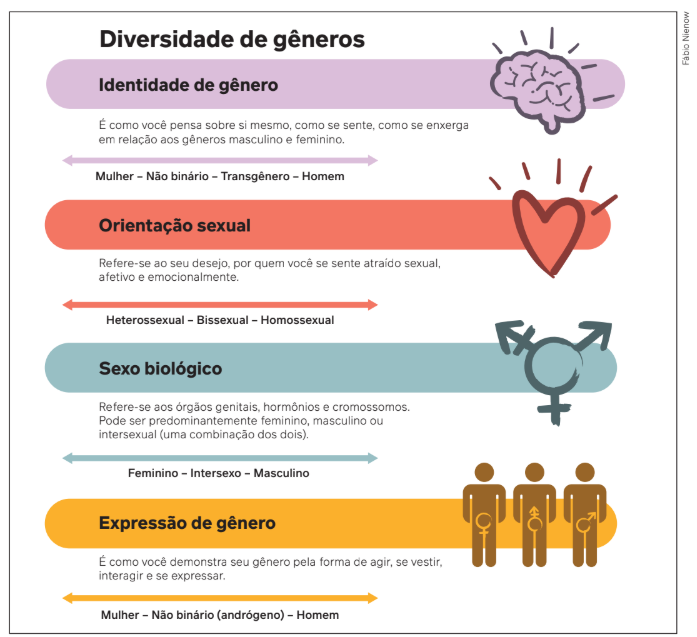 Diversidade de gêneros
Fábio Nienow
Identidade de gênero
É como você pensa sobre si mesmo, como se sente, como se enxerga
em relação aos gêneros masculino e feminino.
Mulher – Não binário – Transgênero – Homem
Orientação sexual
Refere-se ao seu desejo, por quem você se sente atraído sexual,
afetivo e emocionalmente.
Heterossexual – Bissexual – Homossexual
Sexo biológico
Refere-se aos órgãos genitais, hormônios e cromossomos.
Pode ser predominantemente feminino, masculino ou
intersexual (uma combinação dos dois).
Feminino – Intersexo – Masculino
Expressão de gênero
É como você demonstra seu gênero pela forma de agir, se vestir,
interagir e se expressar.
Mulher – Não binário (andrógeno) – Homem